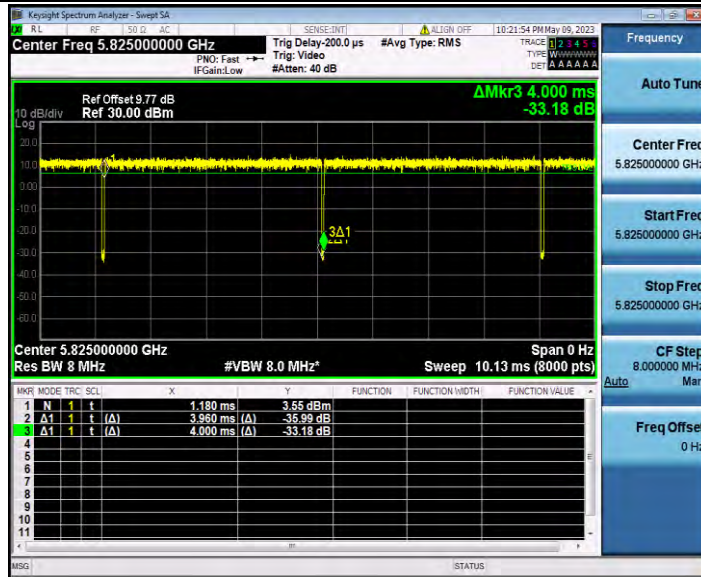 Keysight Spectrum Analyzer - Swept SA
RL RF 50 Ω AC SENSE:INT ALIGN OFF 10:21:54 PM May 09, 2023
Center Freq 5.825000000 GHz Trig Delay-200.0 µs #Avg Type: RMS TRACE 1 2 3 4 5 6
PNO: Fast Trig: Video TYPE W
IFGain:Low #Atten: 40 dB DET A A A A A A
Frequency
Auto Tune
Center Freq
5.825000000 GHz
Start Freq
5.825000000 GHz
Stop Freq
5.825000000 GHz
CF Step
8.000000 MHz
Auto Man
Freq Offset
0 Hz
ΔMkr3 4.000 ms
-33.18 dB
Ref Offset 9.77 dB
10 dB/div Ref 30.00 dBm
Log
20.0
10.0
0.00
-10.0
-20.0
-30.0
-40.0
-50.0
-60.0
1
3Δ1
Center 5.825000000 GHz Span 0 Hz
Res BW 8 MHz #VBW 8.0 MHz* Sweep 10.13 ms (8000 pts)
MKR MODE TRC SCL X Y FUNCTION FUNCTION WIDTH FUNCTION VALUE
1 N 1 t 1.180 ms 3.55 dBm
2 Δ1 1 t (Δ) 3.960 ms (Δ) -35.99 dB
3 Δ1 1 t (Δ) 4.000 ms (Δ) -33.18 dB
4
5
6
7
8
9
10
11
MSG STATUS